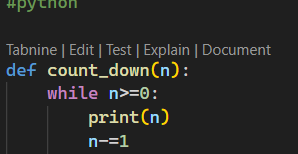 #python
Tabnine | Edit | Test | Explain | Document
def count_down(n):
    while n>=0:
        print(n)
        n-=1